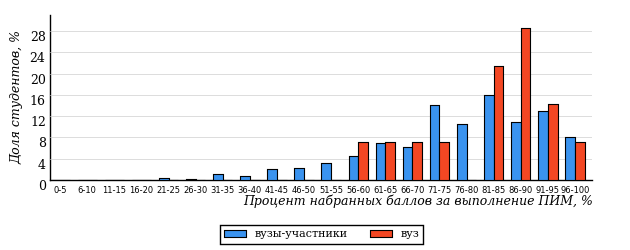 Доля студентов, %
28
24
20
16
12
8
4
0
0-5 6-10 11-15 16-20 21-25 26-30 31-35 36-40 41-45 46-50 51-55 56-60 61-65 66-70 71-75 76-80 81-85 86-90 91-95 96-100
Процент набранных баллов за выполнение ПИМ, %
вузы-участники вуз